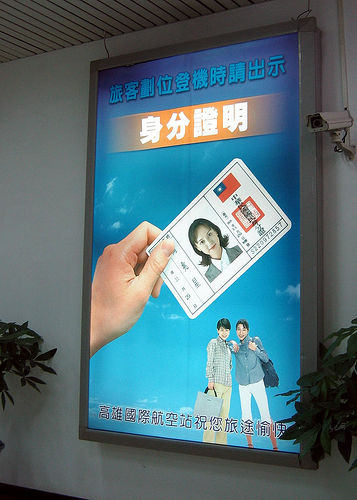 旅客劃位登機時請出示
身分證明
高雄國際航空站祝您旅途愉快